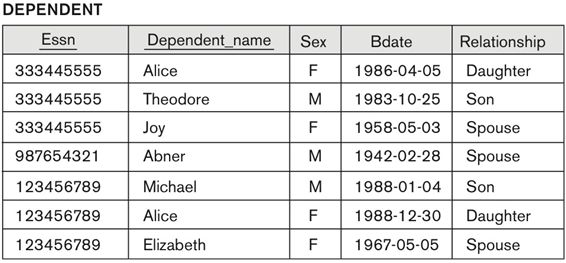 DEPENDENT
Essn Dependent_name Sex Bdate Relationship
333445555 Alice F 1986-04-05 Daughter
333445555 Theodore M 1983-10-25 Son
333445555 Joy F 1958-05-03 Spouse
987654321 Abner M 1942-02-28 Spouse
123456789 Michael M 1988-01-04 Son
123456789 Alice F 1988-12-30 Daughter
123456789 Elizabeth F 1967-05-05 Spouse